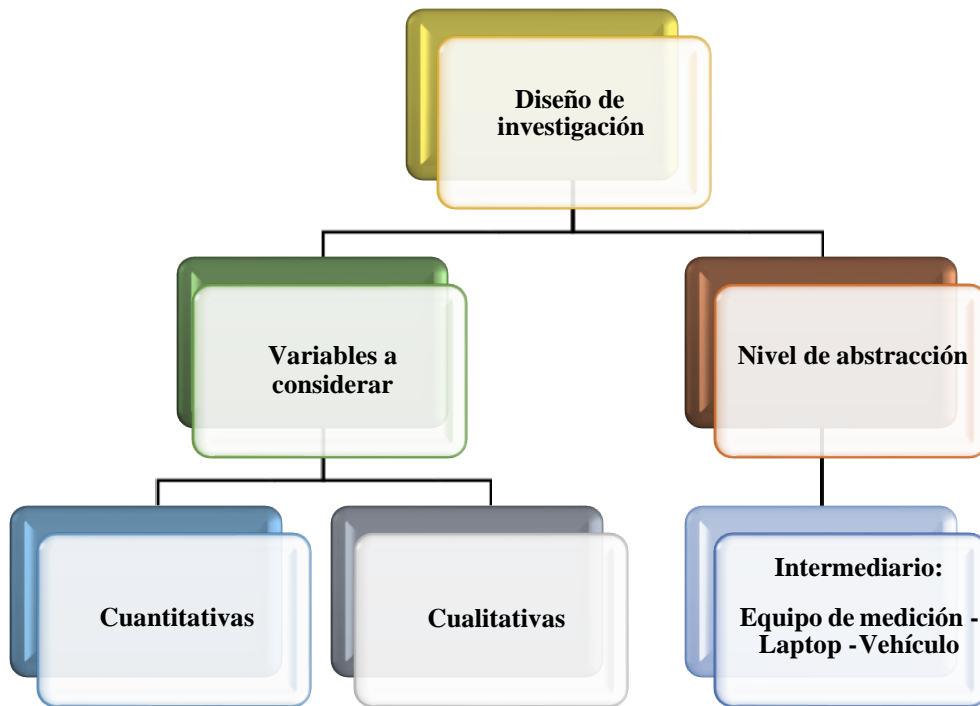 Diseño de
investigación
Variables a
considerar
Nivel de abstracción
Cuantitativas
Cualitativas
Intermediario:
Equipo de medición -
Laptop - Vehículo